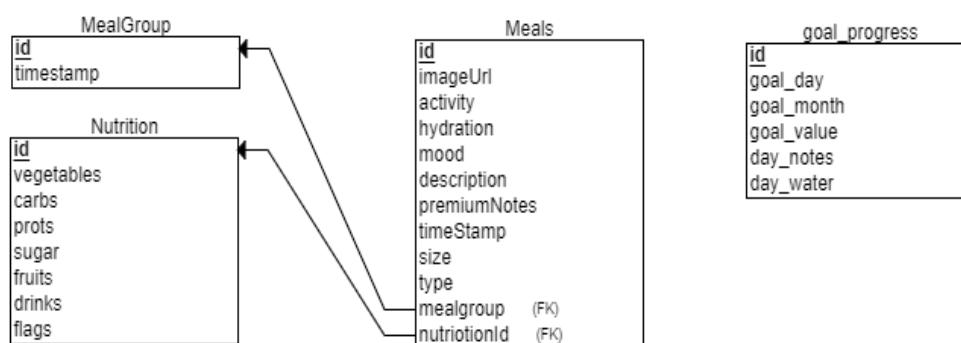 MealGroup
id
timestamp
Nutrition
id
vegetables
carbs
prots
sugar
fruits
drinks
flags
Meals
id
imageUrl
activity
hydration
mood
description
premiumNotes
timeStamp
size
type
mealgroup (FK)
nutriotionId (FK)
goal_progress
id
goal_day
goal_month
goal_value
day_notes
day_water